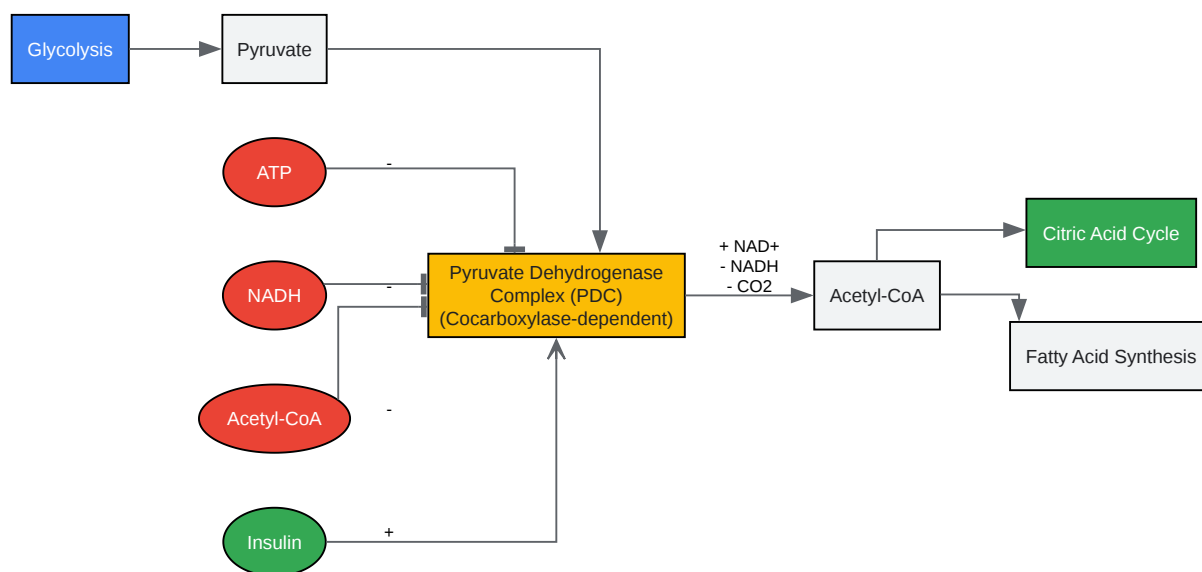 Glycolysis
Pyruvate
ATP
-
NADH
-
Acetyl-CoA
-
Insulin
+
Pyruvate Dehydrogenase
Complex (PDC)
(Cocarboxylase-dependent)
+ NAD+
- NADH
- CO2
Acetyl-CoA
Citric Acid Cycle
Fatty Acid Synthesis